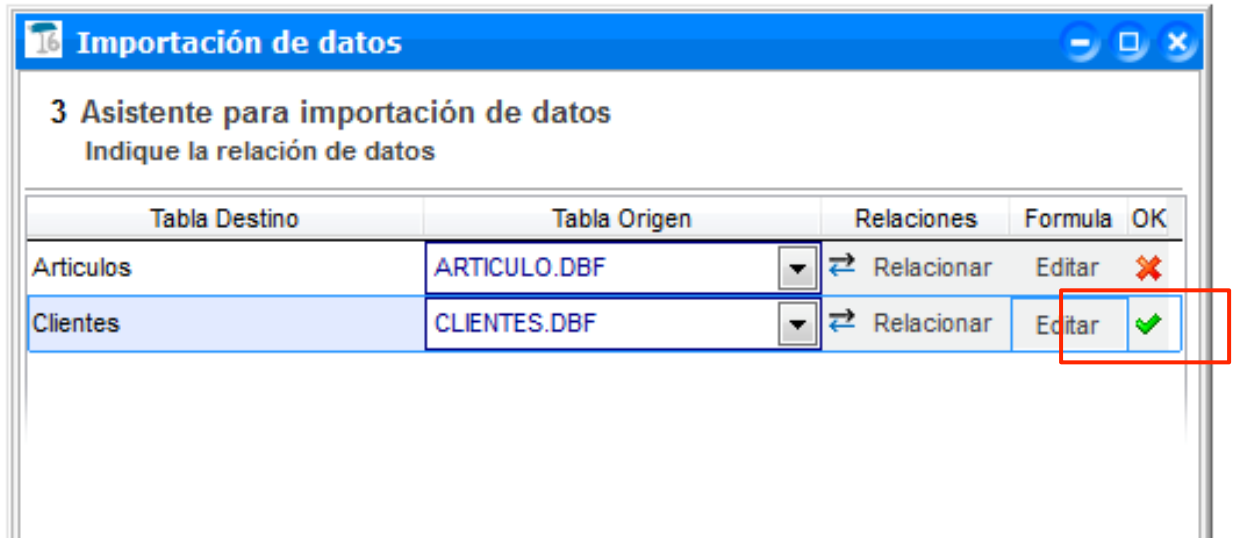 16 Importación de datos
3 Asistente para importación de datos
Indique la relación de datos
Tabla Destino Tabla Origen Relaciones Formula OK
Articulos ARTICULO.DBF Relacionar Editar
Clientes CLIENTES.DBF Relacionar Editar